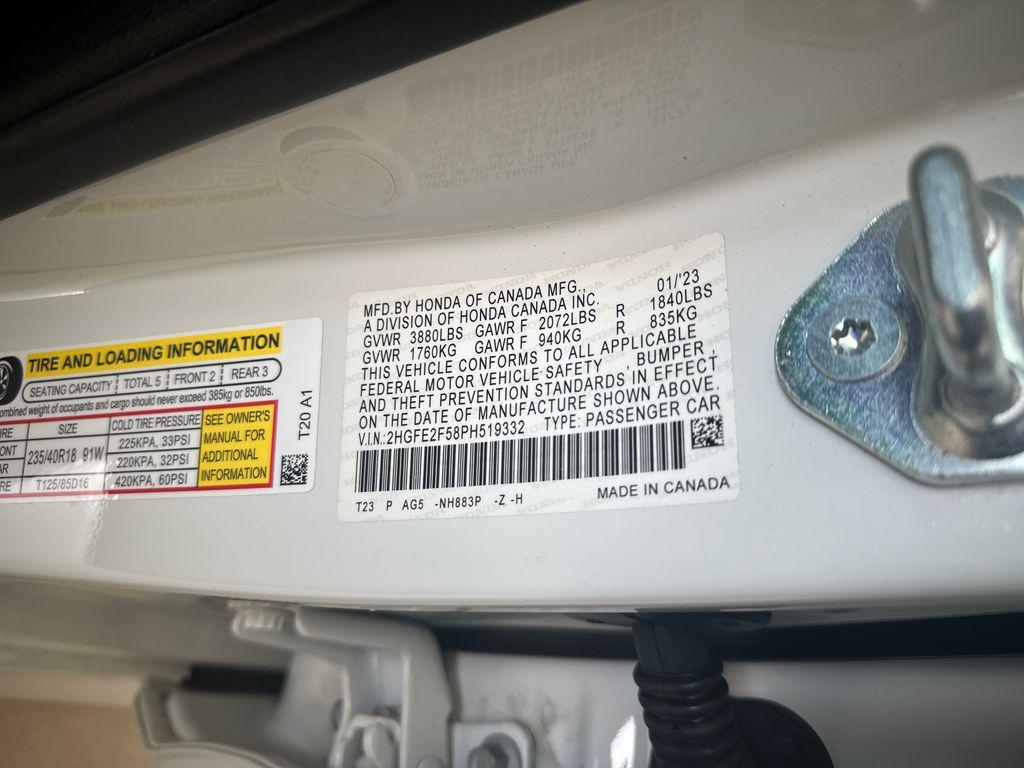 TIRE AND LOADING INFORMATION
SEATING CAPACITY TOTAL 5 FRONT 2 REAR 3
combined weight of occupants and cargo should never exceed 385kg or 850lbs.
SIZE COLD TIRE PRESSURE
235/40R18 91W 225KPA, 33PSI
220KPA, 32PSI
T125/85D16 420KPA, 60PSI
SEE OWNER'S
MANUAL FOR
ADDITIONAL
INFORMATION
T20 A1
MFD.BY HONDA OF CANADA MFG., 01/'23
A DIVISION OF HONDA CANADA INC.
GVWR 3880LBS GAWR F 2072LBS R 1840LBS
GVWR 1760KG GAWR F 940KG R 835KG
THIS VEHICLE CONFORMS TO ALL APPLICABLE
FEDERAL MOTOR VEHICLE SAFETY, BUMPER,
AND THEFT PREVENTION STANDARDS IN EFFECT
ON THE DATE OF MANUFACTURE SHOWN ABOVE.
V.I.N.:2HGFE2F58PH519332 TYPE: PASSENGER CAR
T23 P AG5 -NH883P -Z -H MADE IN CANADA